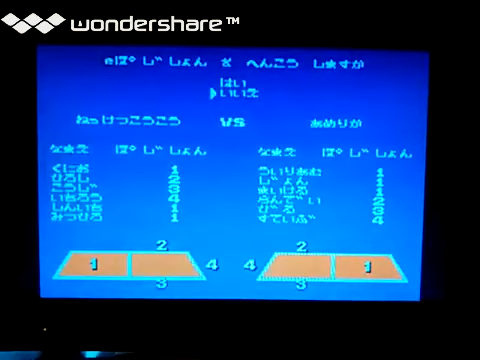 wondershare™
ぽじしょん を へんこう しますか
はい
いいえ
ねっけつこうこう VS あめりか
なまえ ぽじしょん なまえ ぽじしょん
くにお 1 うぃりあむ 1
ひろし 2 じょん 1
こうじ 3 まいける 1
いちろう 4 らんでぃ 2
しんいち 1 びる 3
みつひろ 1 すてぃぶ 4
2 2
1 4 4 1
3 3